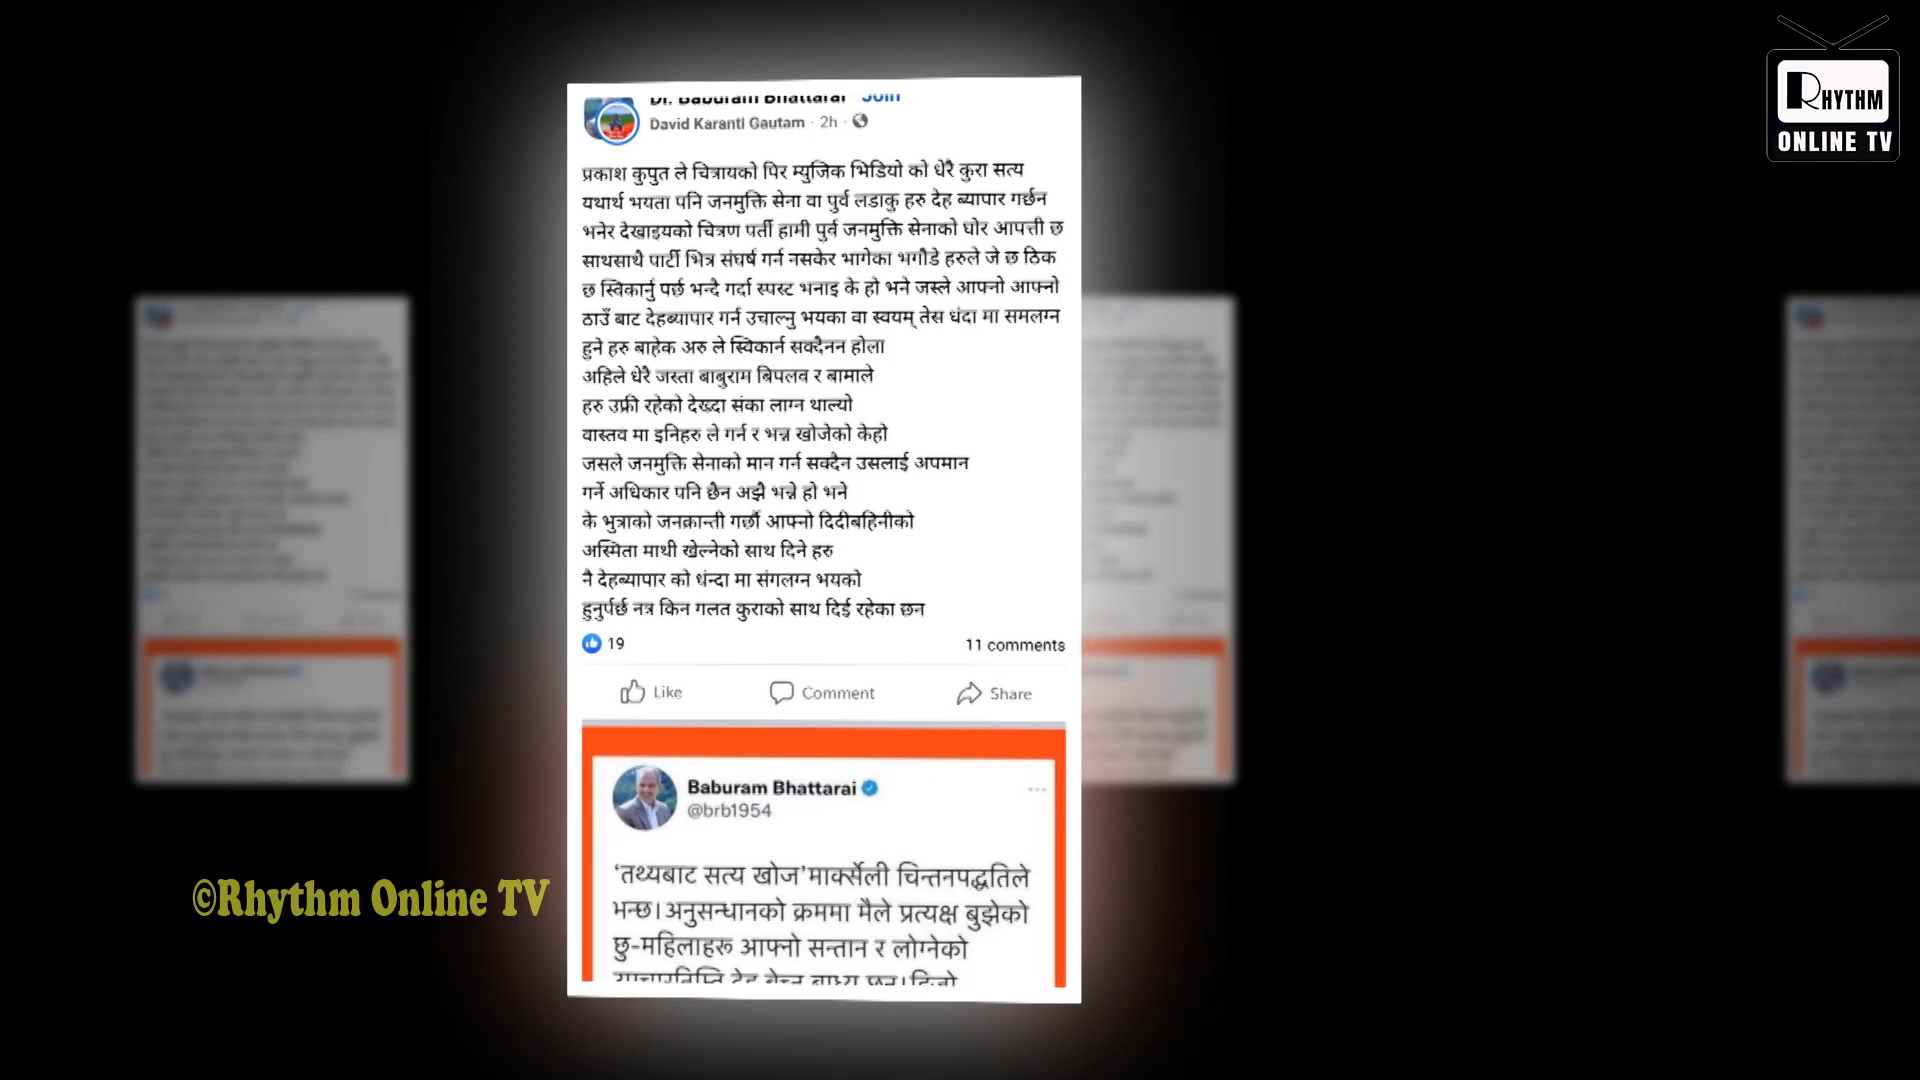 Dr. Baburam Bhattarai Join
David Karanti Gautam · 2h ·
प्रकाश कुपुत ले चित्रायको पिर म्युजिक भिडियो को धेरै कुरा सत्य
यथार्थ भयता पनि जनमुक्ति सेना वा पुर्व लडाकु हरु देह ब्यापार गर्छन
भनेर देखाइयको चित्रण पर्ती हामी पुर्व जनमुक्ति सेनाको घोर आपत्ती छ
साथसाथै पार्टी भित्र संघर्ष गर्न नसकेर भागेका भगौडे हरुले जे छ ठिक
छ स्विकार्नु पर्छ भन्दै गर्दा स्पस्ट भनाइ के हो भने जस्ले आफ्नो आफ्नो
ठाउँ बाट देहब्यापार गर्न उचाल्नु भयका वा स्वयम् तेस धंदा मा समलग्न
हुने हरु बाहेक अरु ले स्विकार्न सक्दैनन होला
अहिले धेरै जस्ता बाबुराम बिपलव र बामाले
हरु उफ्री रहेको देख्दा संका लाग्न थाल्यो
वास्तव मा इनिहरु ले गर्न र भन्न खोजेको केहो
जसले जनमुक्ति सेनाको मान गर्न सक्दैन उसलाई अपमान
गर्ने अधिकार पनि छैन अझै भन्ने हो भने
के भुत्राको जनक्रान्ती गर्छौ आफ्नो दिदीबहिनीको
अस्मिता माथी खेल्नेको साथ दिने हरु
नै देहब्यापार को धंन्दा मा संगलग्न भयको
हुनुर्पर्छ नत्र किन गलत कुराको साथ दिई रहेका छन
19 11 comments
Like Comment Share
Baburam Bhattarai
@brb1954
‘तथ्यबाट सत्य खोज’मार्क्सेली चिन्तनपद्धतिले
भन्छ।अनुसन्धानको क्रममा मैले प्रत्यक्ष बुझेको
छु-महिलाहरू आफ्नो सन्तान र लोग्नेको
RHYTHM
ONLINE TV
©Rhythm Online TV